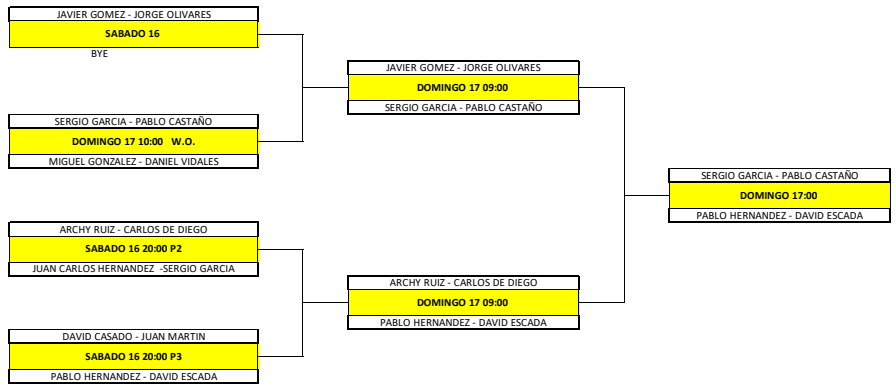 JAVIER GOMEZ - JORGE OLIVARES
SABADO 16
BYE
SERGIO GARCIA - PABLO CASTAÑO
DOMINGO 17 10:00 W.O.
MIGUEL GONZALEZ - DANIEL VIDALES
ARCHY RUIZ - CARLOS DE DIEGO
SABADO 16 20:00 P2
JUAN CARLOS HERNANDEZ -SERGIO GARCIA
DAVID CASADO - JUAN MARTIN
SABADO 16 20:00 P3
PABLO HERNANDEZ - DAVID ESCADA
JAVIER GOMEZ - JORGE OLIVARES
DOMINGO 17 09:00
SERGIO GARCIA - PABLO CASTAÑO
ARCHY RUIZ - CARLOS DE DIEGO
DOMINGO 17 09:00
PABLO HERNANDEZ - DAVID ESCADA
SERGIO GARCIA - PABLO CASTAÑO
DOMINGO 17:00
PABLO HERNANDEZ - DAVID ESCADA